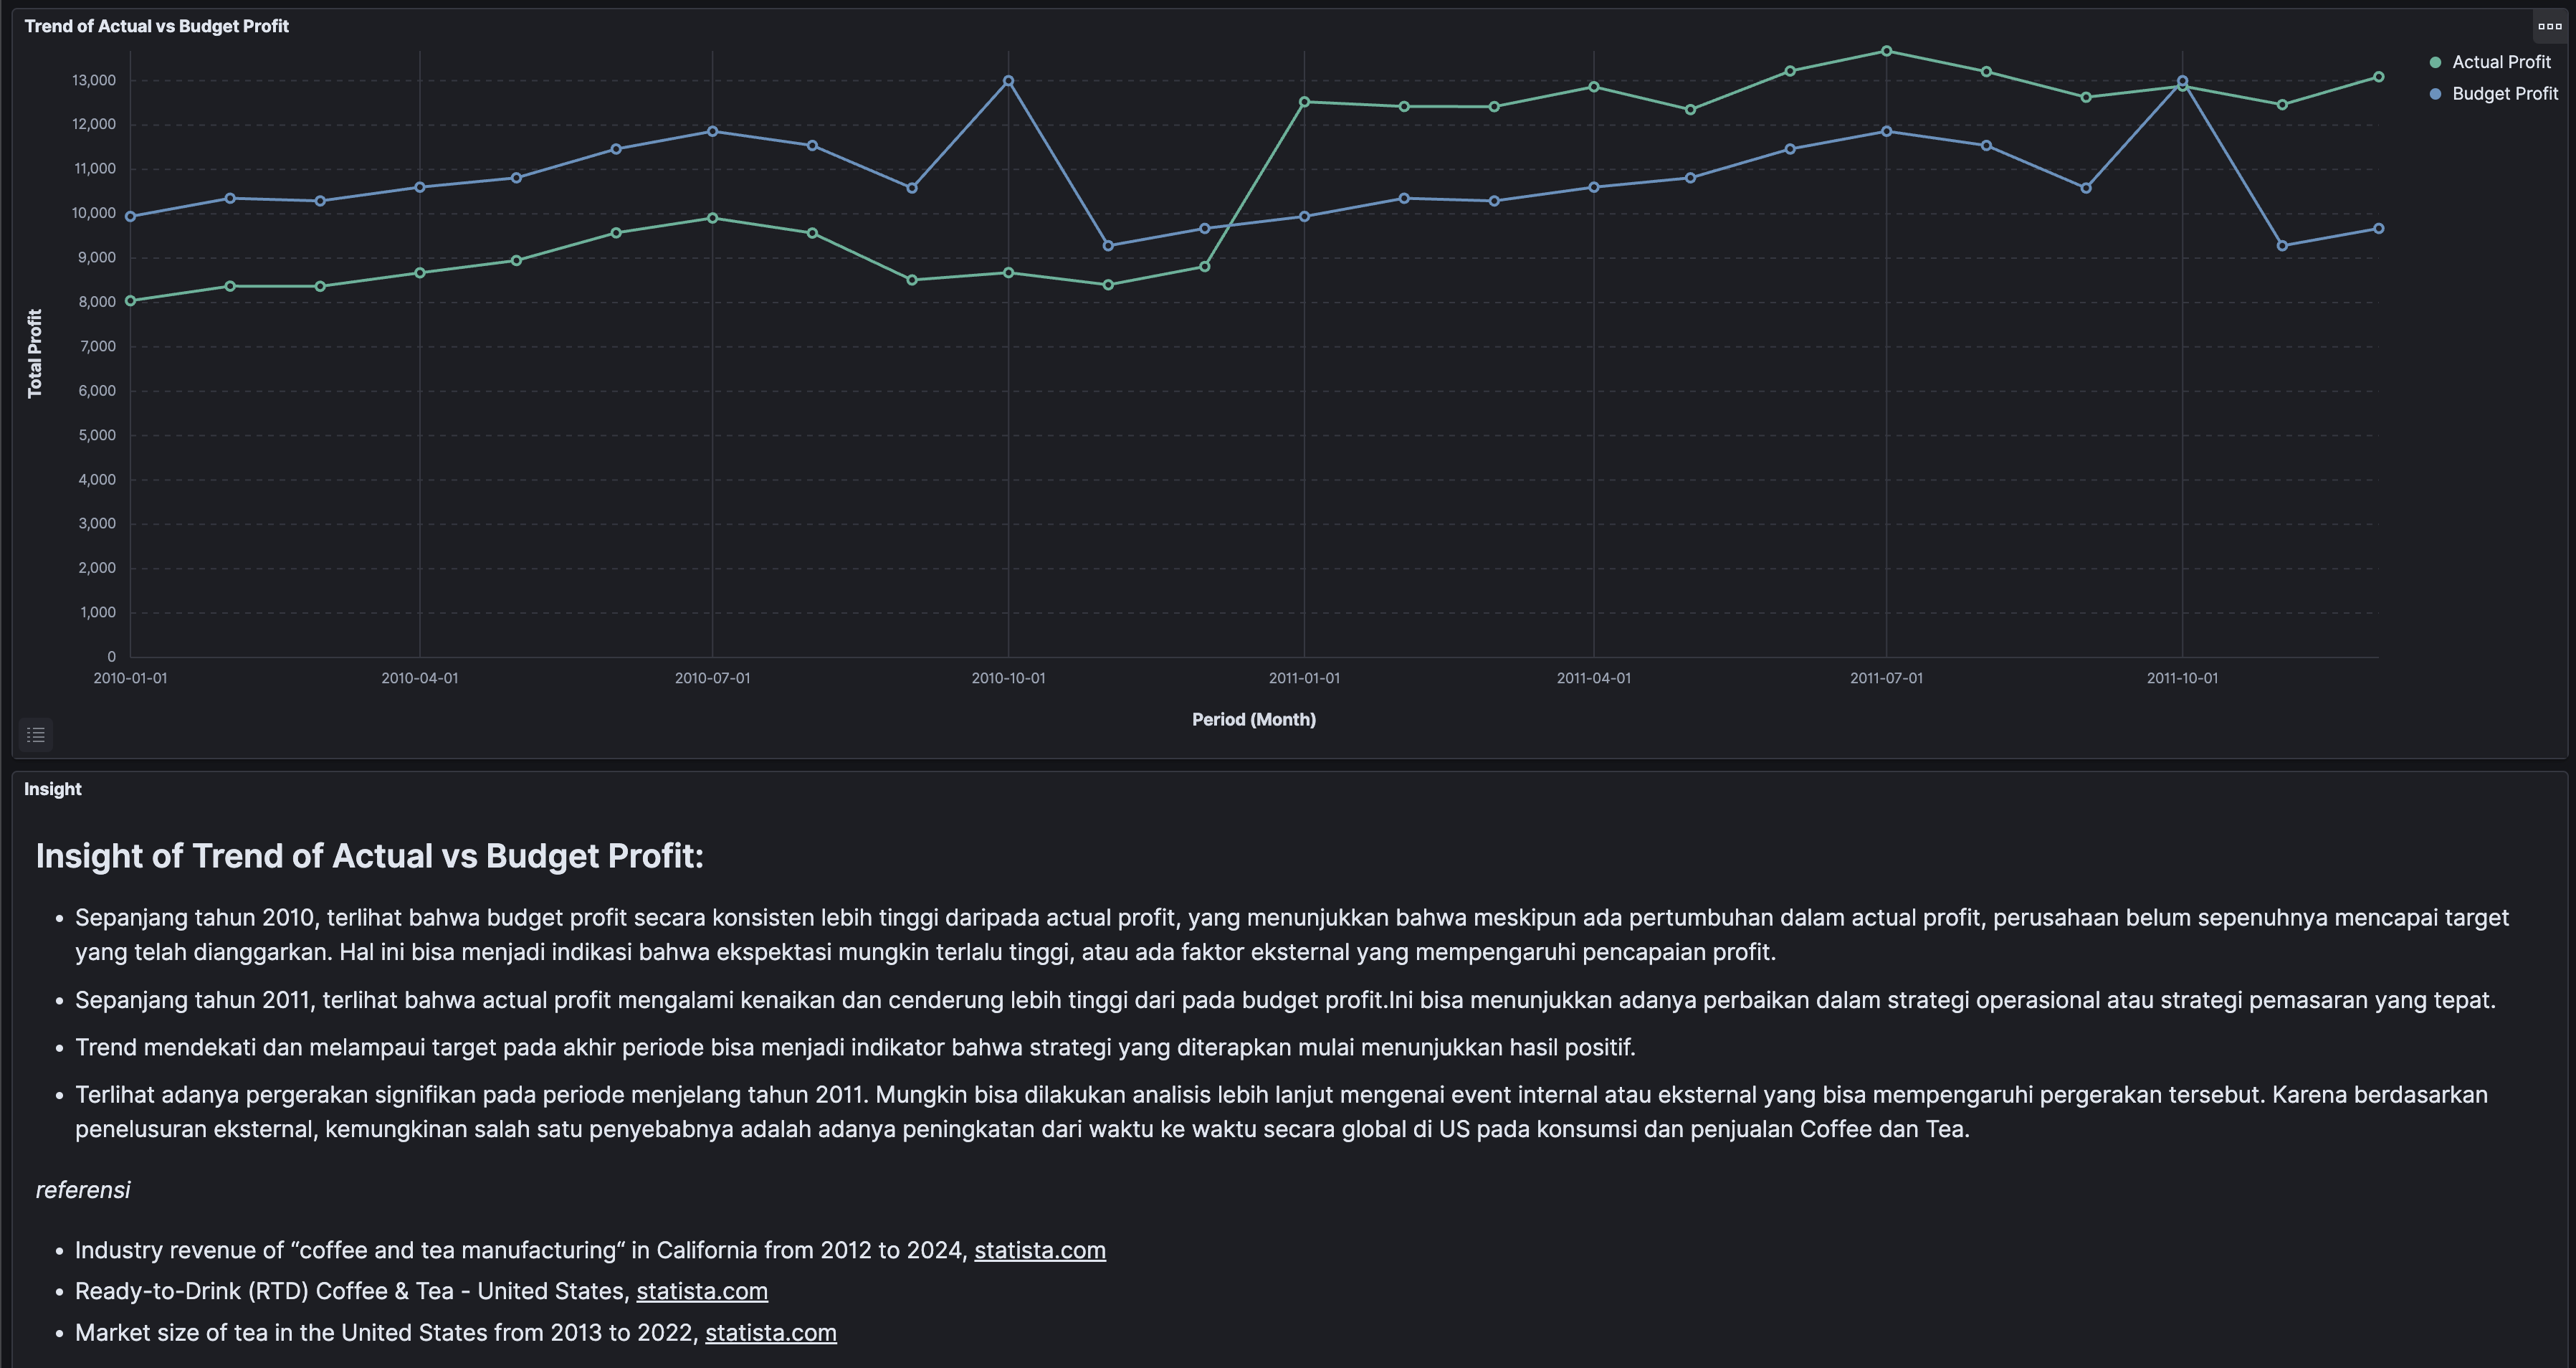 Trend of Actual vs Budget Profit
Actual Profit
Budget Profit
13,000
12,000
11,000
10,000
9,000
8,000
7,000
6,000
5,000
4,000
3,000
2,000
1,000
0
Total Profit
2010-01-01 2010-04-01 2010-07-01 2010-10-01 2011-01-01 2011-04-01 2011-07-01 2011-10-01
Period (Month)
Insight
Insight of Trend of Actual vs Budget Profit:
• Sepanjang tahun 2010, terlihat bahwa budget profit secara konsisten lebih tinggi daripada actual profit, yang menunjukkan bahwa meskipun ada pertumbuhan dalam actual profit, perusahaan belum sepenuhnya mencapai target
yang telah dianggarkan. Hal ini bisa menjadi indikasi bahwa ekspektasi mungkin terlalu tinggi, atau ada faktor eksternal yang mempengaruhi pencapaian profit.
• Sepanjang tahun 2011, terlihat bahwa actual profit mengalami kenaikan dan cenderung lebih tinggi dari pada budget profit.Ini bisa menunjukkan adanya perbaikan dalam strategi operasional atau strategi pemasaran yang tepat.
• Trend mendekati dan melampaui target pada akhir periode bisa menjadi indikator bahwa strategi yang diterapkan mulai menunjukkan hasil positif.
• Terlihat adanya pergerakan signifikan pada periode menjelang tahun 2011. Mungkin bisa dilakukan analisis lebih lanjut mengenai event internal atau eksternal yang bisa mempengaruhi pergerakan tersebut. Karena berdasarkan
penelusuran eksternal, kemungkinan salah satu penyebabnya adalah adanya peningkatan dari waktu ke waktu secara global di US pada konsumsi dan penjualan Coffee dan Tea.
referensi
• Industry revenue of “coffee and tea manufacturing“ in California from 2012 to 2024, statista.com
• Ready-to-Drink (RTD) Coffee & Tea - United States, statista.com
• Market size of tea in the United States from 2013 to 2022, statista.com